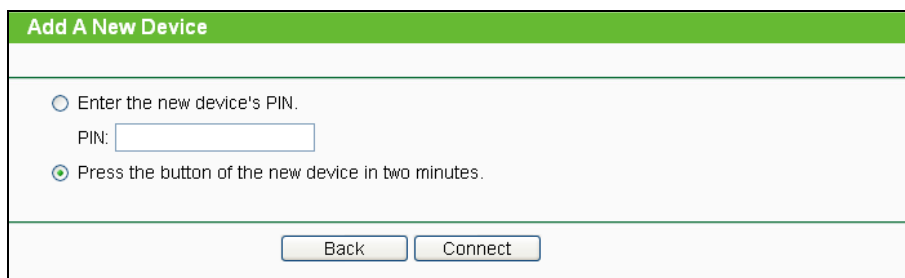 Add A New Device
Enter the new device's PIN.
PIN:
Press the button of the new device in two minutes.
Back Connect